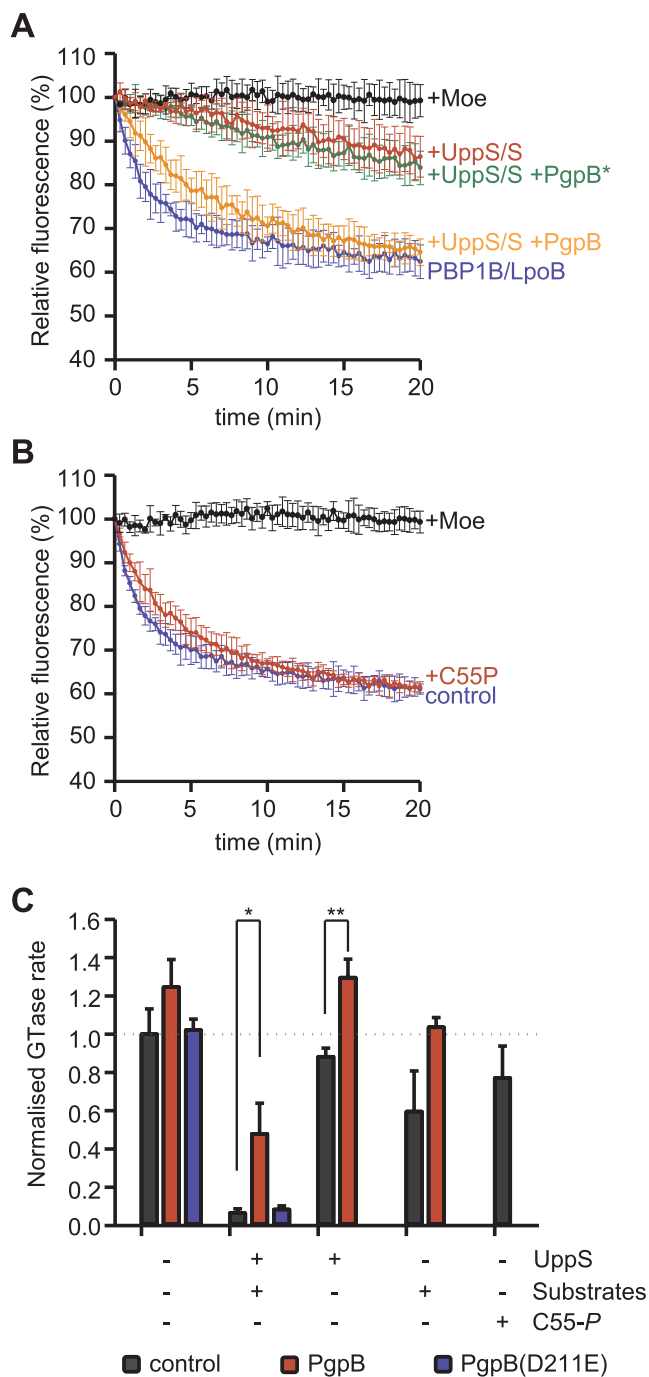 A
110
100
90
80
70
60
50
40
Relative fluorescence (%)
+Moe
+UppS/S
+UppS/S +PgpB*
+UppS/S +PgpB
PBP1B/LpoB
0 5 10 15 20
time (min)
B
110
100
90
80
70
60
50
40
Relative fluorescence (%)
+Moe
+C55P
control
0 5 10 15 20
time (min)
C
1.6
1.4
1.2
1.0
0.8
0.6
0.4
0.2
0.0
Normalised GTase rate
* **
- + + - - UppS
- + - + - Substrates
- - - - + C55-P
control PgpB PgpB(D211E)